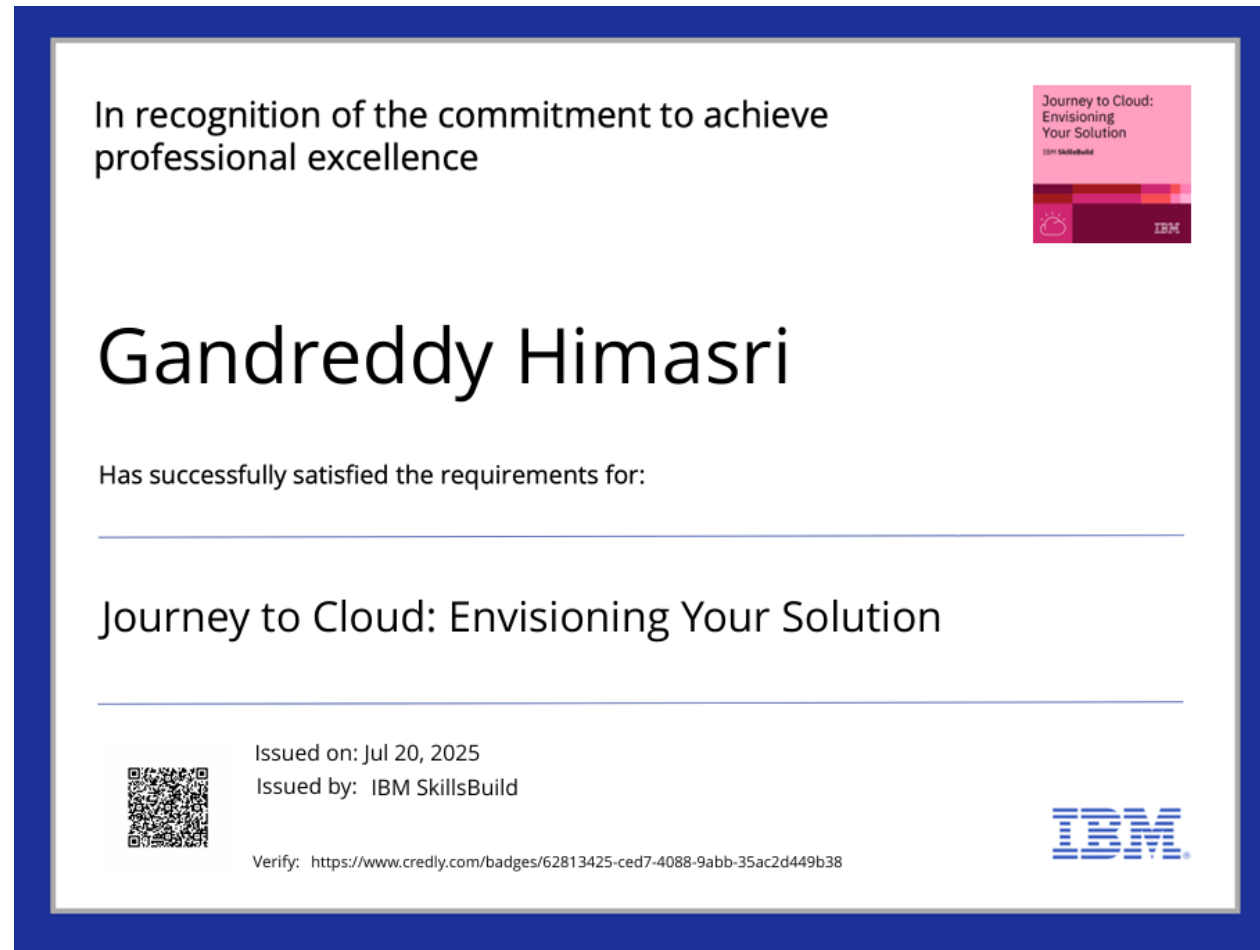 In recognition of the commitment to achieve
professional excellence
Journey to Cloud:
Envisioning
Your Solution
IBM SkillsBuild
IBM
Gandreddy Himasri
Has successfully satisfied the requirements for:
Journey to Cloud: Envisioning Your Solution
Issued on: Jul 20, 2025
Issued by: IBM SkillsBuild
Verify: https://www.credly.com/badges/62813425-ced7-4088-9abb-35ac2d449b38
IBM®